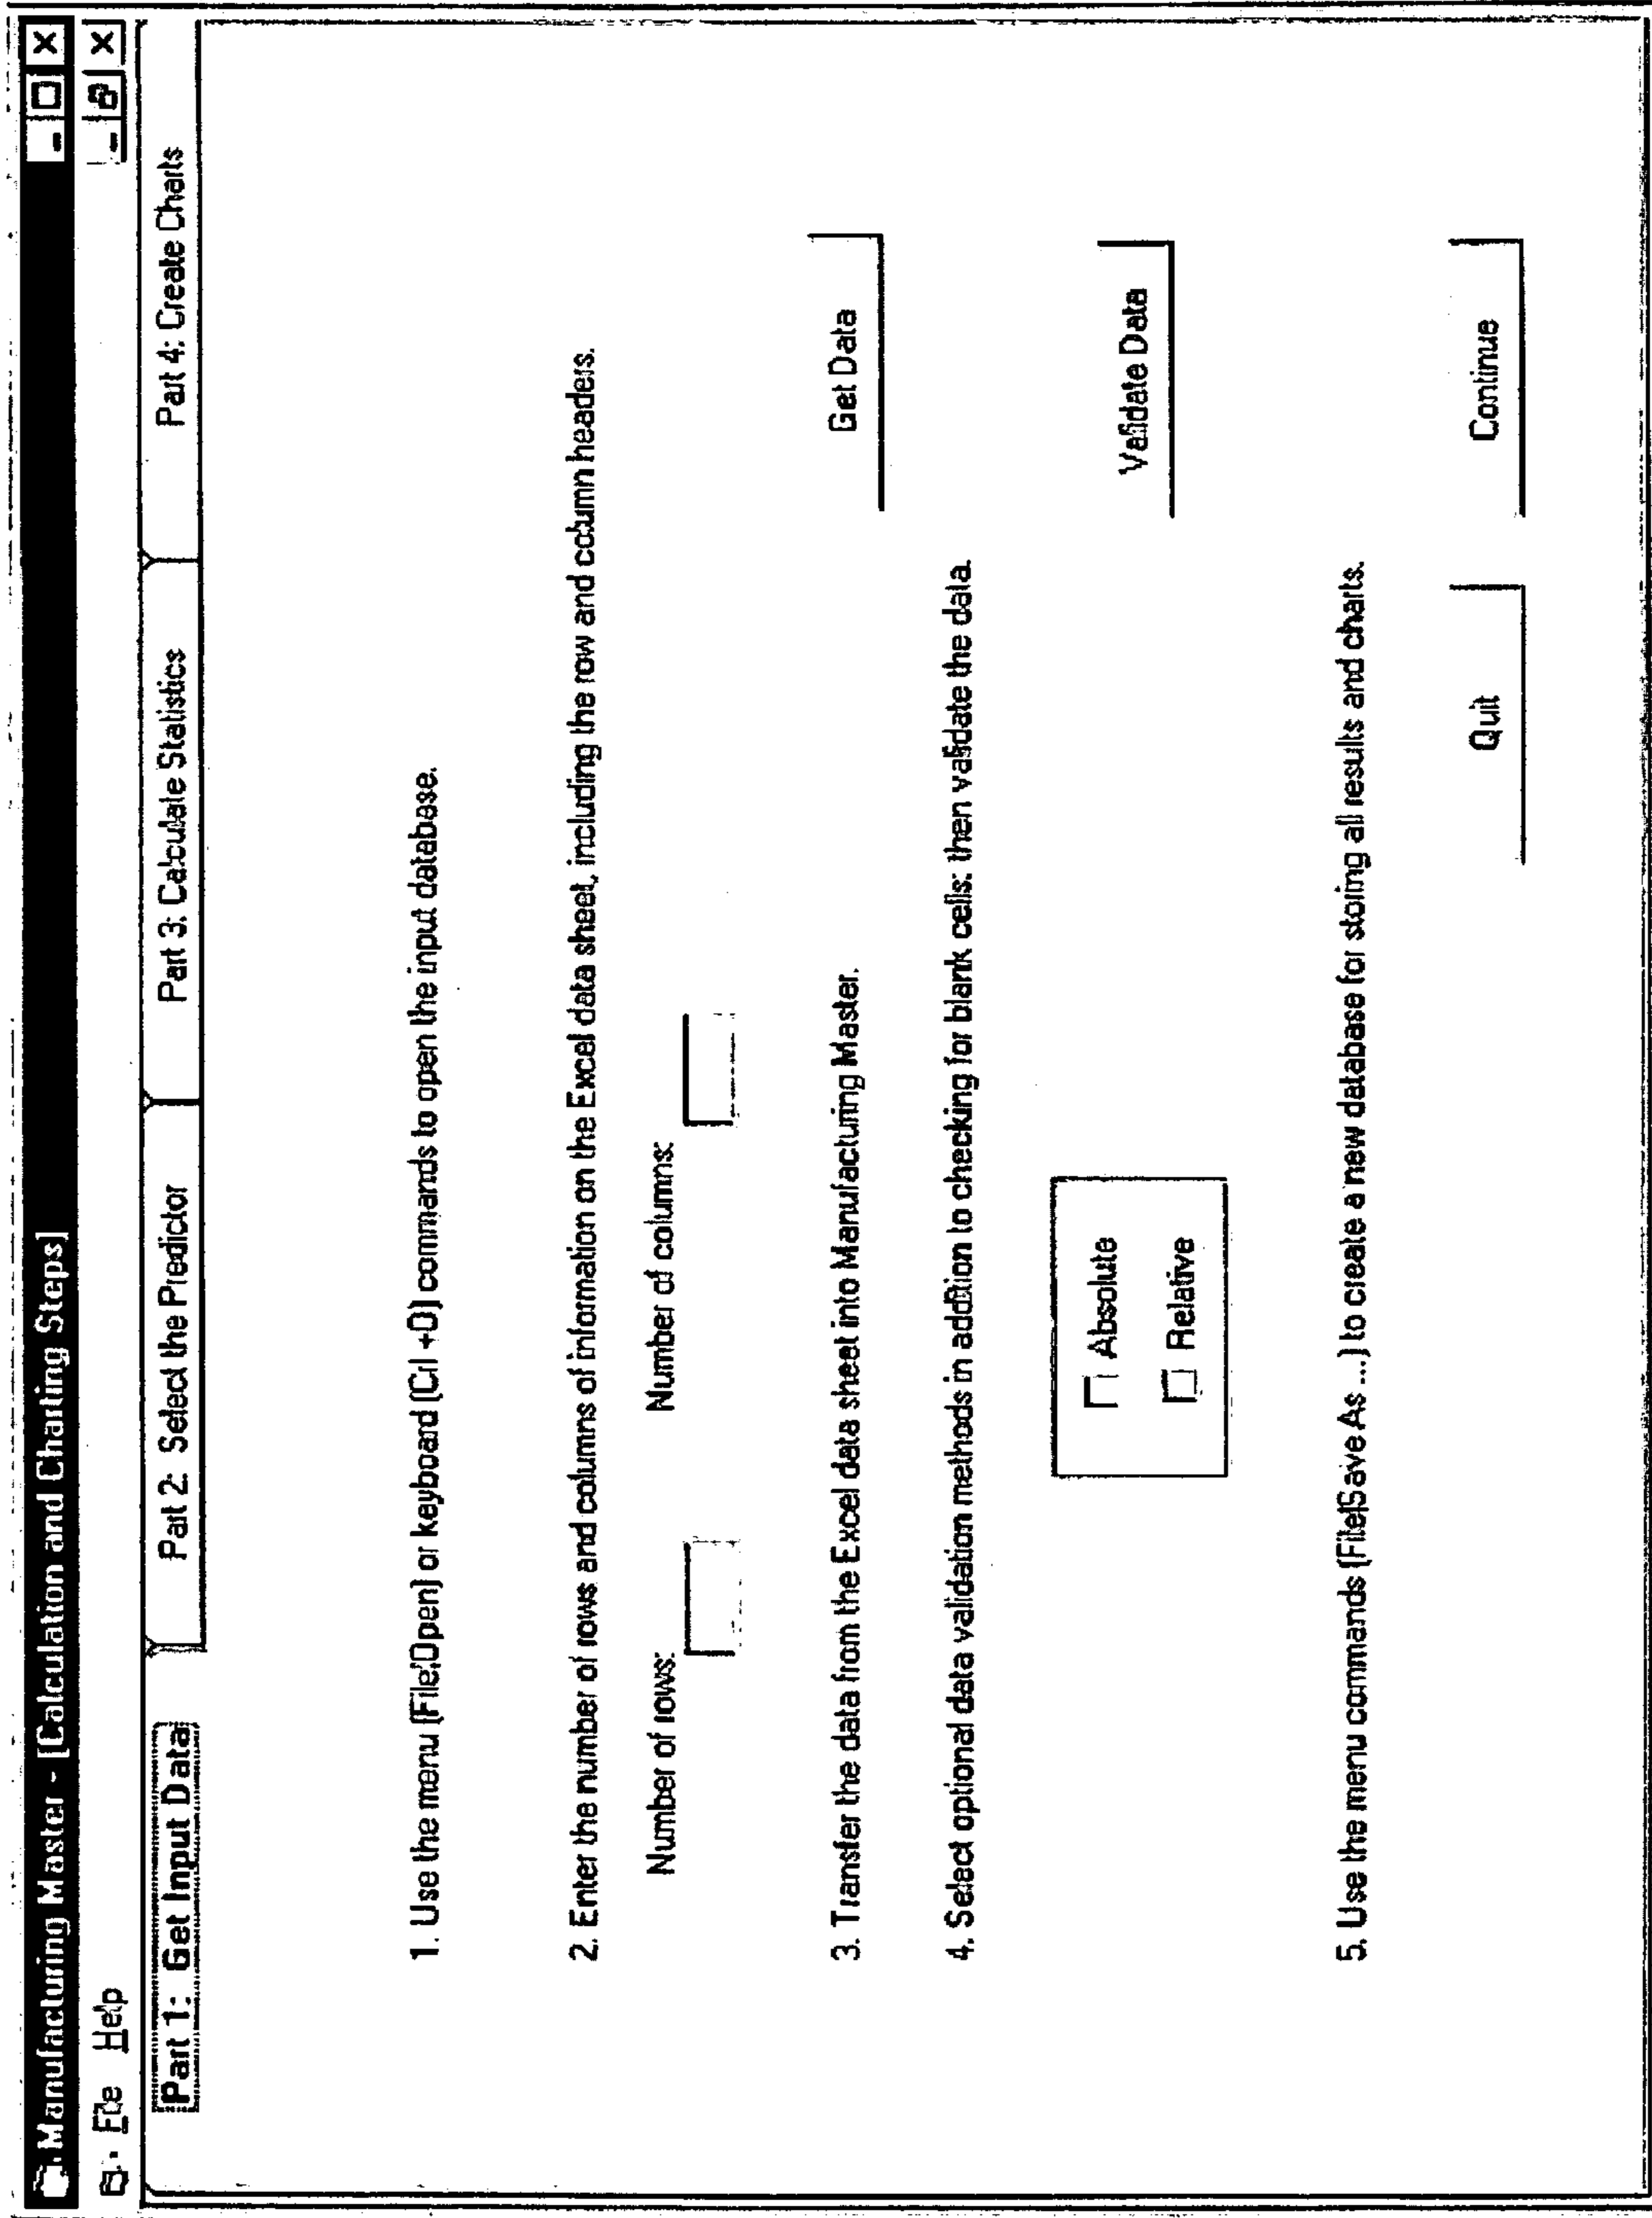 Manufacturing Master - [Calculation and Charting Steps]
File Help
Part 1: Get Input Data
Part 2: Select the Predictor
Part 3: Calculate Statistics
Part 4: Create Charts
1. Use the menu (File|Open) or keyboard (Crl +O) commands to open the input database.
2. Enter the number of rows and columns of information on the Excel data sheet, including the row and column headers.
Number of rows:
Number of columns:
3. Transfer the data from the Excel data sheet into Manufacturing Master.
Get Data
4. Select optional data validation methods in addition to checking for blank cells: then validate the data.
Absolute
Relative
Validate Data
5. Use the menu commands (File|Save As ...) to create a new database for storing all results and charts.
Quit
Continue